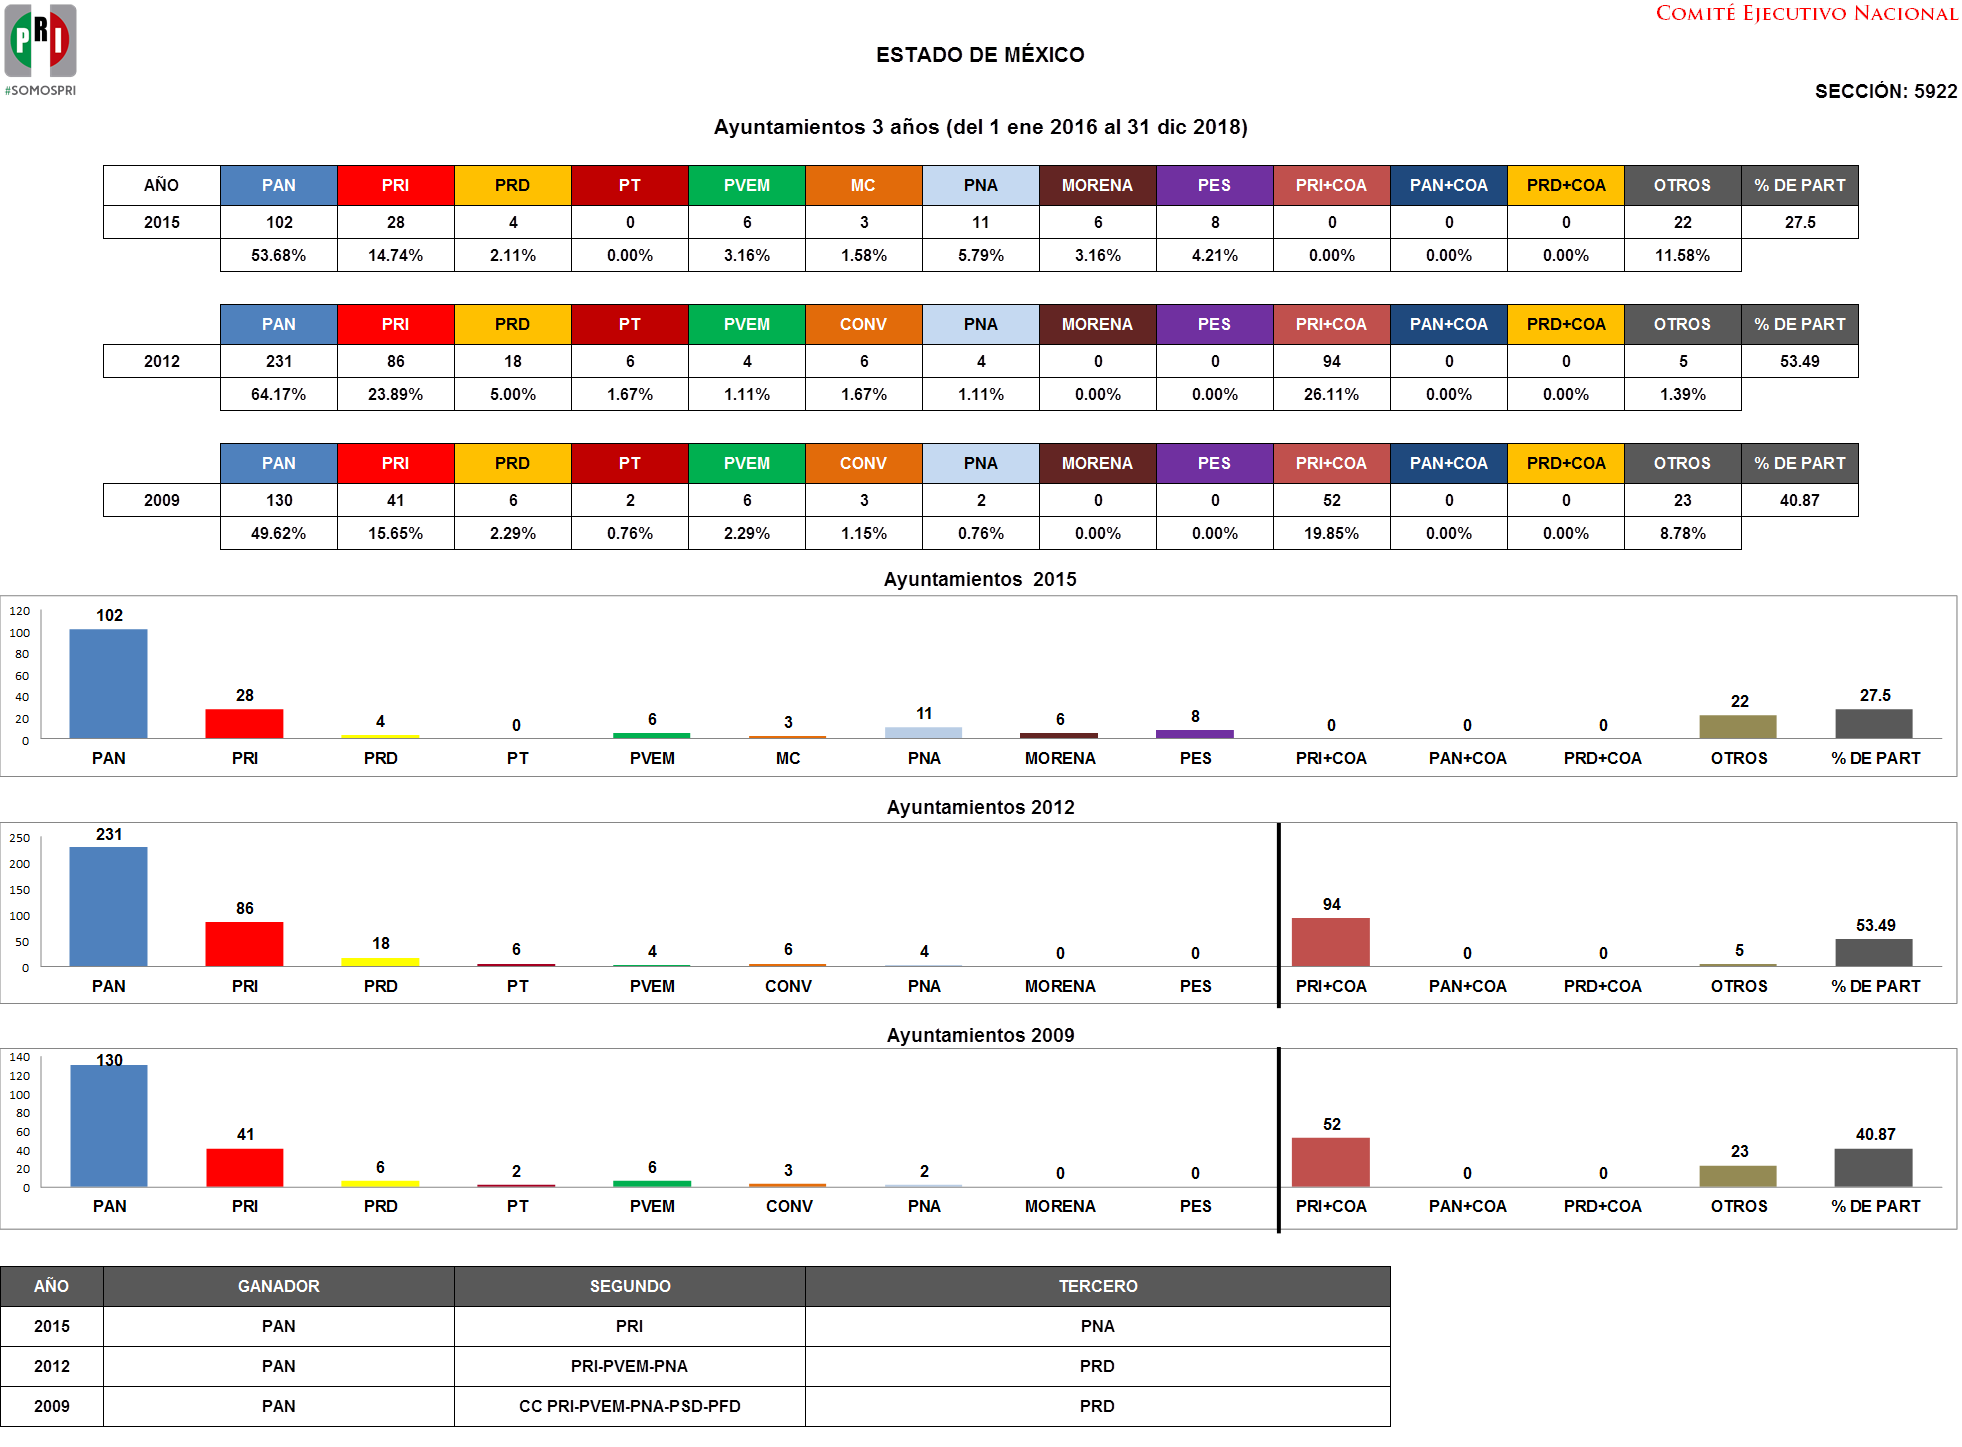 PRI
#SOMOSPRI
COMITÉ EJECUTIVO NACIONAL
ESTADO DE MÉXICO
SECCIÓN: 5922
Ayuntamientos 3 años (del 1 ene 2016 al 31 dic 2018)
AÑO PAN PRI PRD PT PVEM MC PNA MORENA PES PRI+COA PAN+COA PRD+COA OTROS % DE PART
2015 102 28 4 0 6 3 11 6 8 0 0 0 22 27.5
53.68% 14.74% 2.11% 0.00% 3.16% 1.58% 5.79% 3.16% 4.21% 0.00% 0.00% 0.00% 11.58%
PAN PRI PRD PT PVEM CONV PNA MORENA PES PRI+COA PAN+COA PRD+COA OTROS % DE PART
2012 231 86 18 6 4 6 4 0 0 94 0 0 5 53.49
64.17% 23.89% 5.00% 1.67% 1.11% 1.67% 1.11% 0.00% 0.00% 26.11% 0.00% 0.00% 1.39%
PAN PRI PRD PT PVEM CONV PNA MORENA PES PRI+COA PAN+COA PRD+COA OTROS % DE PART
2009 130 41 6 2 6 3 2 0 0 52 0 0 23 40.87
49.62% 15.65% 2.29% 0.76% 2.29% 1.15% 0.76% 0.00% 0.00% 19.85% 0.00% 0.00% 8.78%
Ayuntamientos 2015
120
100
80
60
40
20
0
102 28 4 0 6 3 11 6 8 0 0 0 22 27.5
PAN PRI PRD PT PVEM MC PNA MORENA PES PRI+COA PAN+COA PRD+COA OTROS % DE PART
Ayuntamientos 2012
250
200
150
100
50
0
231 86 18 6 4 6 4 0 0 94 0 0 5 53.49
PAN PRI PRD PT PVEM CONV PNA MORENA PES PRI+COA PAN+COA PRD+COA OTROS % DE PART
Ayuntamientos 2009
140
120
100
80
60
40
20
0
130 41 6 2 6 3 2 0 0 52 0 0 23 40.87
PAN PRI PRD PT PVEM CONV PNA MORENA PES PRI+COA PAN+COA PRD+COA OTROS % DE PART
AÑO GANADOR SEGUNDO TERCERO
2015 PAN PRI PNA
2012 PAN PRI-PVEM-PNA PRD
2009 PAN CC PRI-PVEM-PNA-PSD-PFD PRD